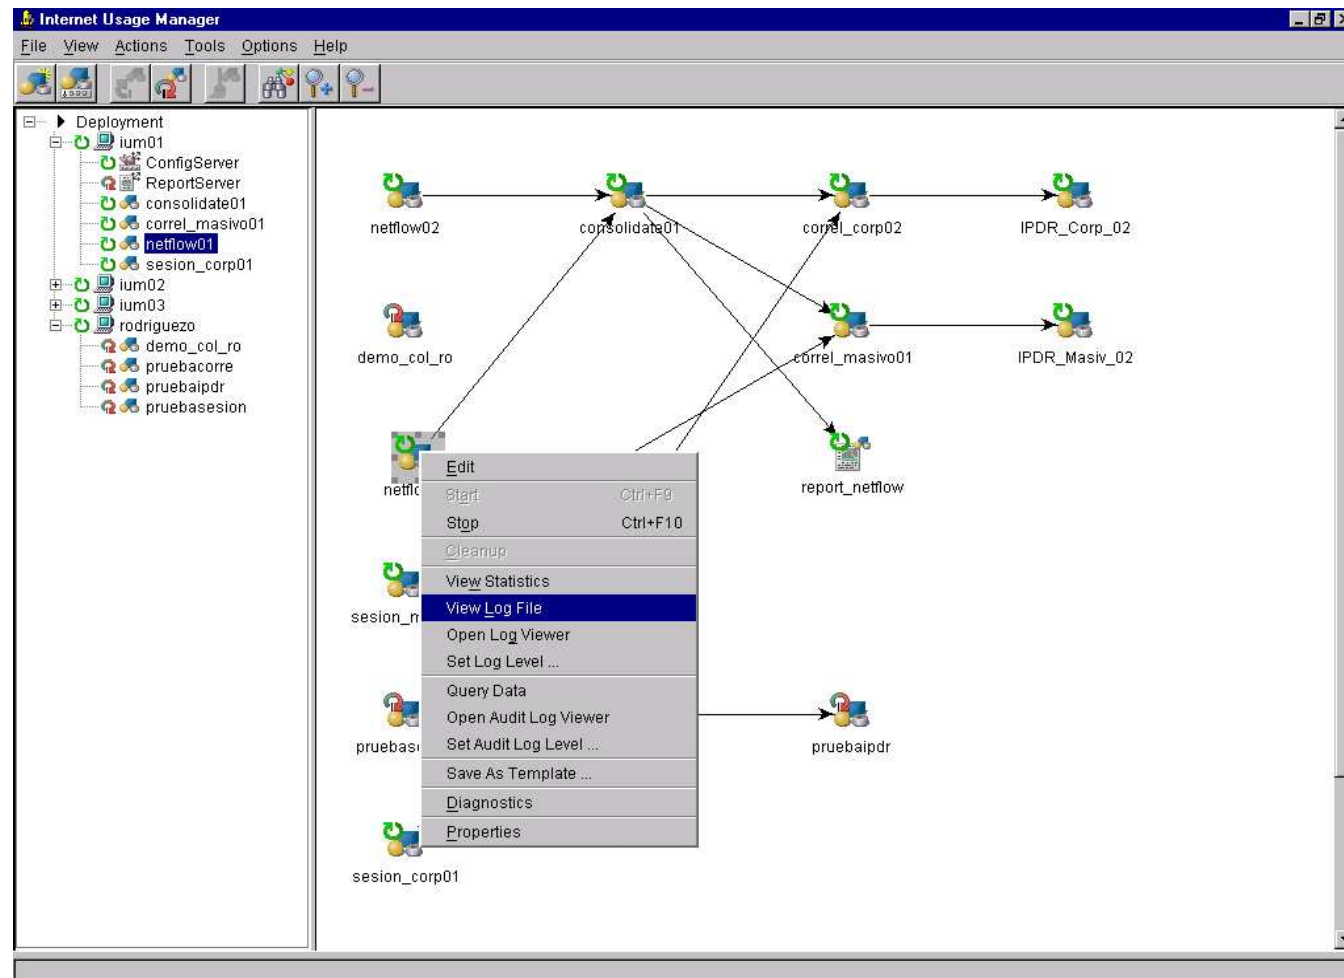 Internet Usage Manager
File View Actions Tools Options Help
Deployment
ium01
ConfigServer
ReportServer
consolidate01
correl_masivo01
netflow01
sesion_corp01
ium02
ium03
rodriguezo
demo_col_ro
pruebacorre
pruebaipdr
pruebasesion
netflow02
consolidate01
correl_corp02
IPDR_Corp_02
demo_col_ro
correl_masivo01
IPDR_Masiv_02
netflo
report_netflow
sesion_m
pruebas
pruebaipdr
sesion_corp01
Edit
Start Ctrl+F9
Stop Ctrl+F10
Cleanup
View Statistics
View Log File
Open Log Viewer
Set Log Level ...
Query Data
Open Audit Log Viewer
Set Audit Log Level ...
Save As Template ...
Diagnostics
Properties